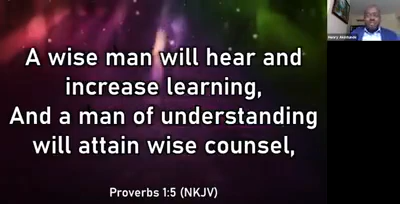 A wise man will hear and
increase learning,
And a man of understanding
will attain wise counsel,
Proverbs 1:5 (NKJV)